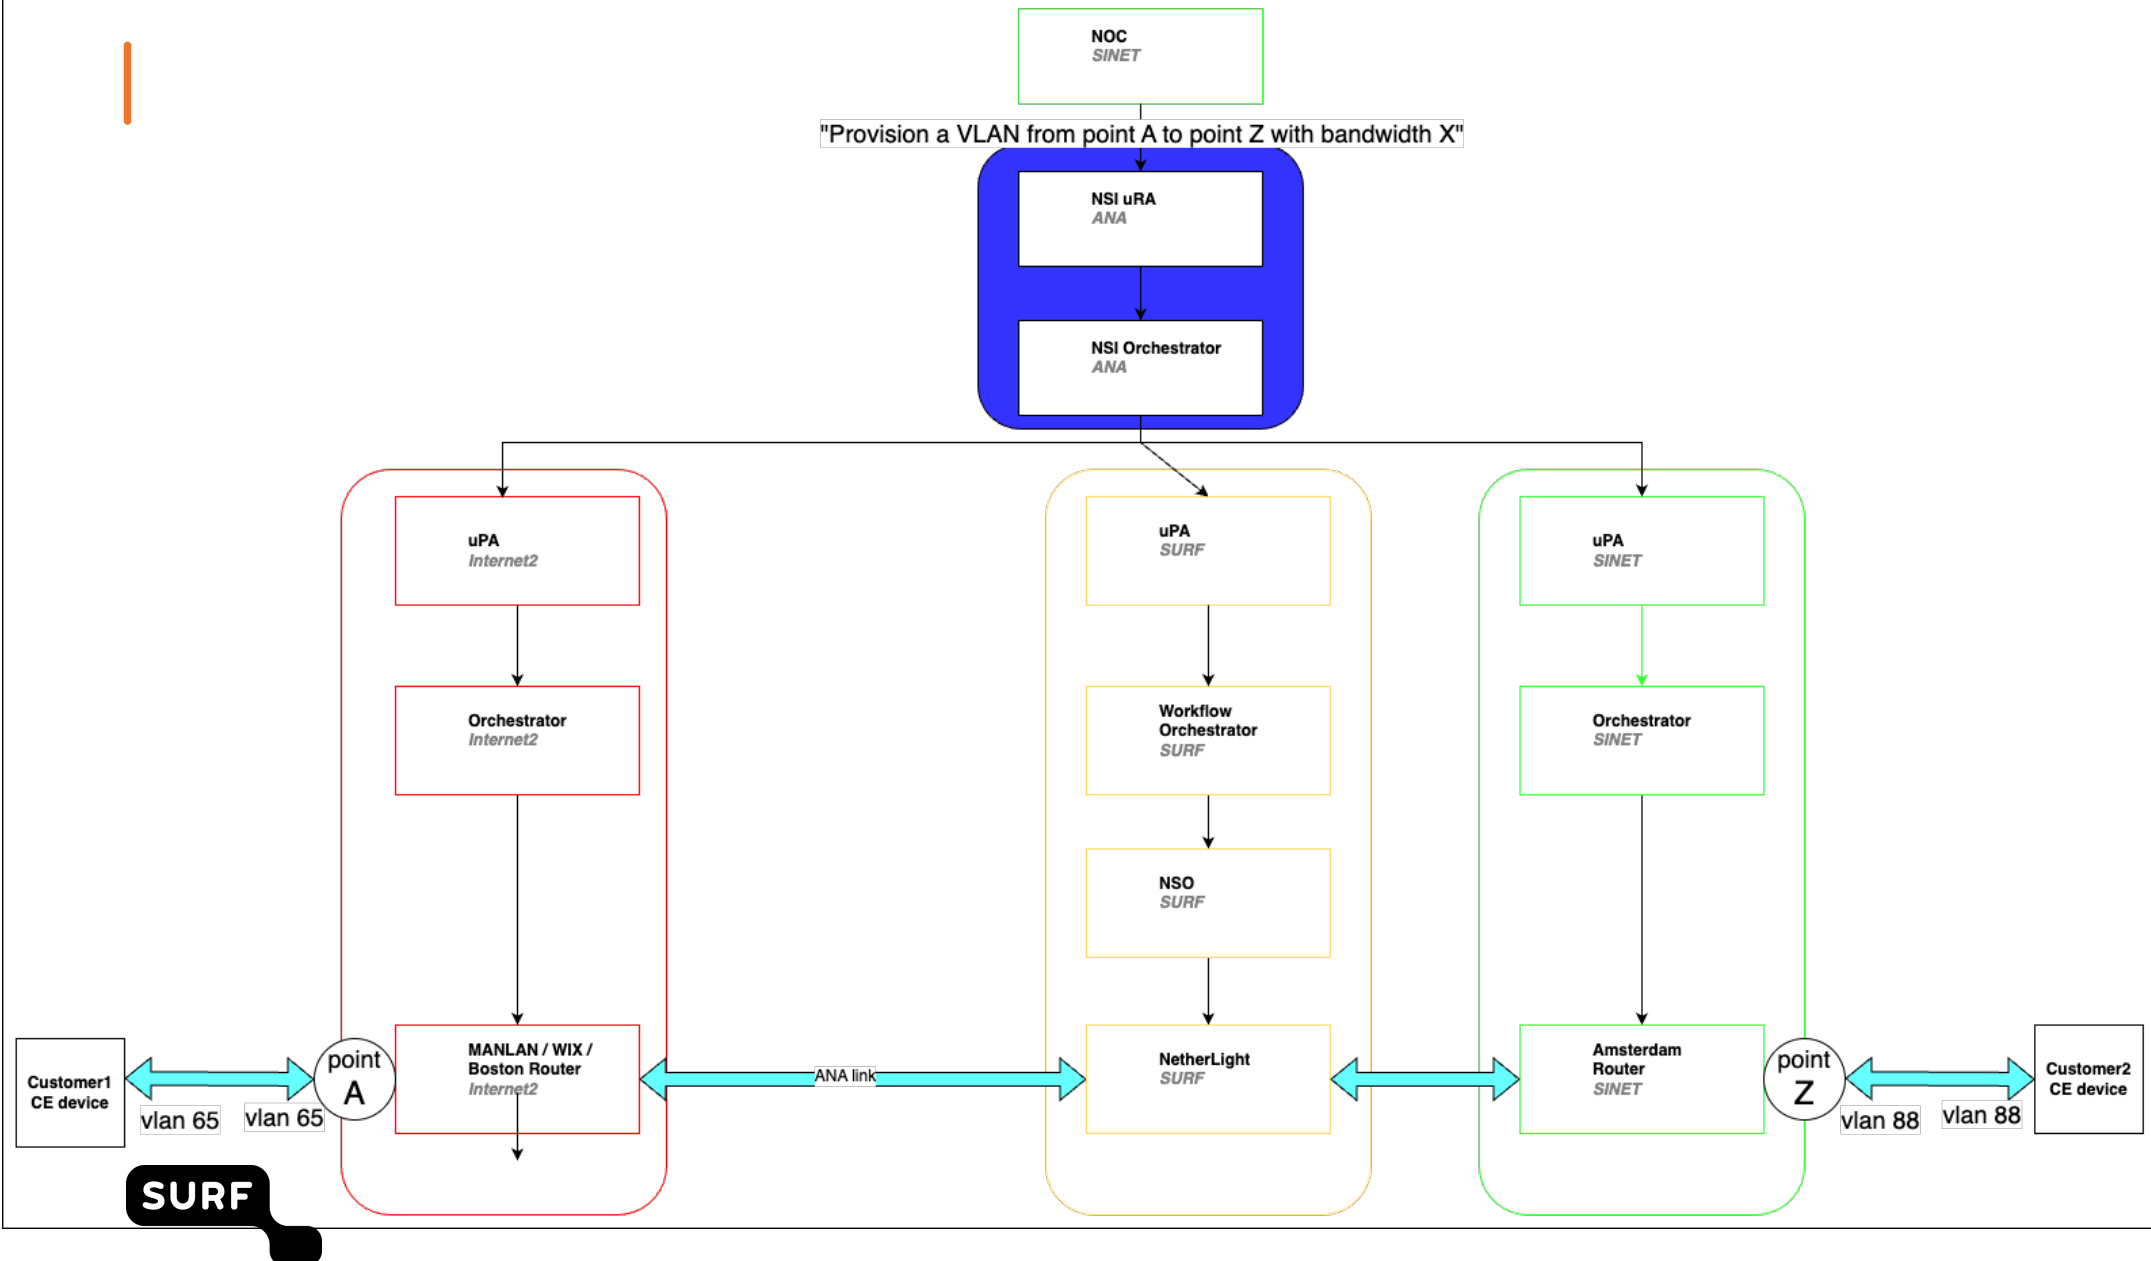 NOC
SINET
"Provision a VLAN from point A to point Z with bandwidth X"
NSI uRA
ANA
NSI Orchestrator
ANA
uPA
Internet2
uPA
SURF
uPA
SINET
Orchestrator
Internet2
Workflow
Orchestrator
SURF
Orchestrator
SINET
NSO
SURF
Customer1
CE device
vlan 65
vlan 65
point
A
MANLAN / WIX /
Boston Router
Internet2
ANA link
NetherLight
SURF
Amsterdam
Router
SINET
point
Z
vlan 88
vlan 88
Customer2
CE device
SURF